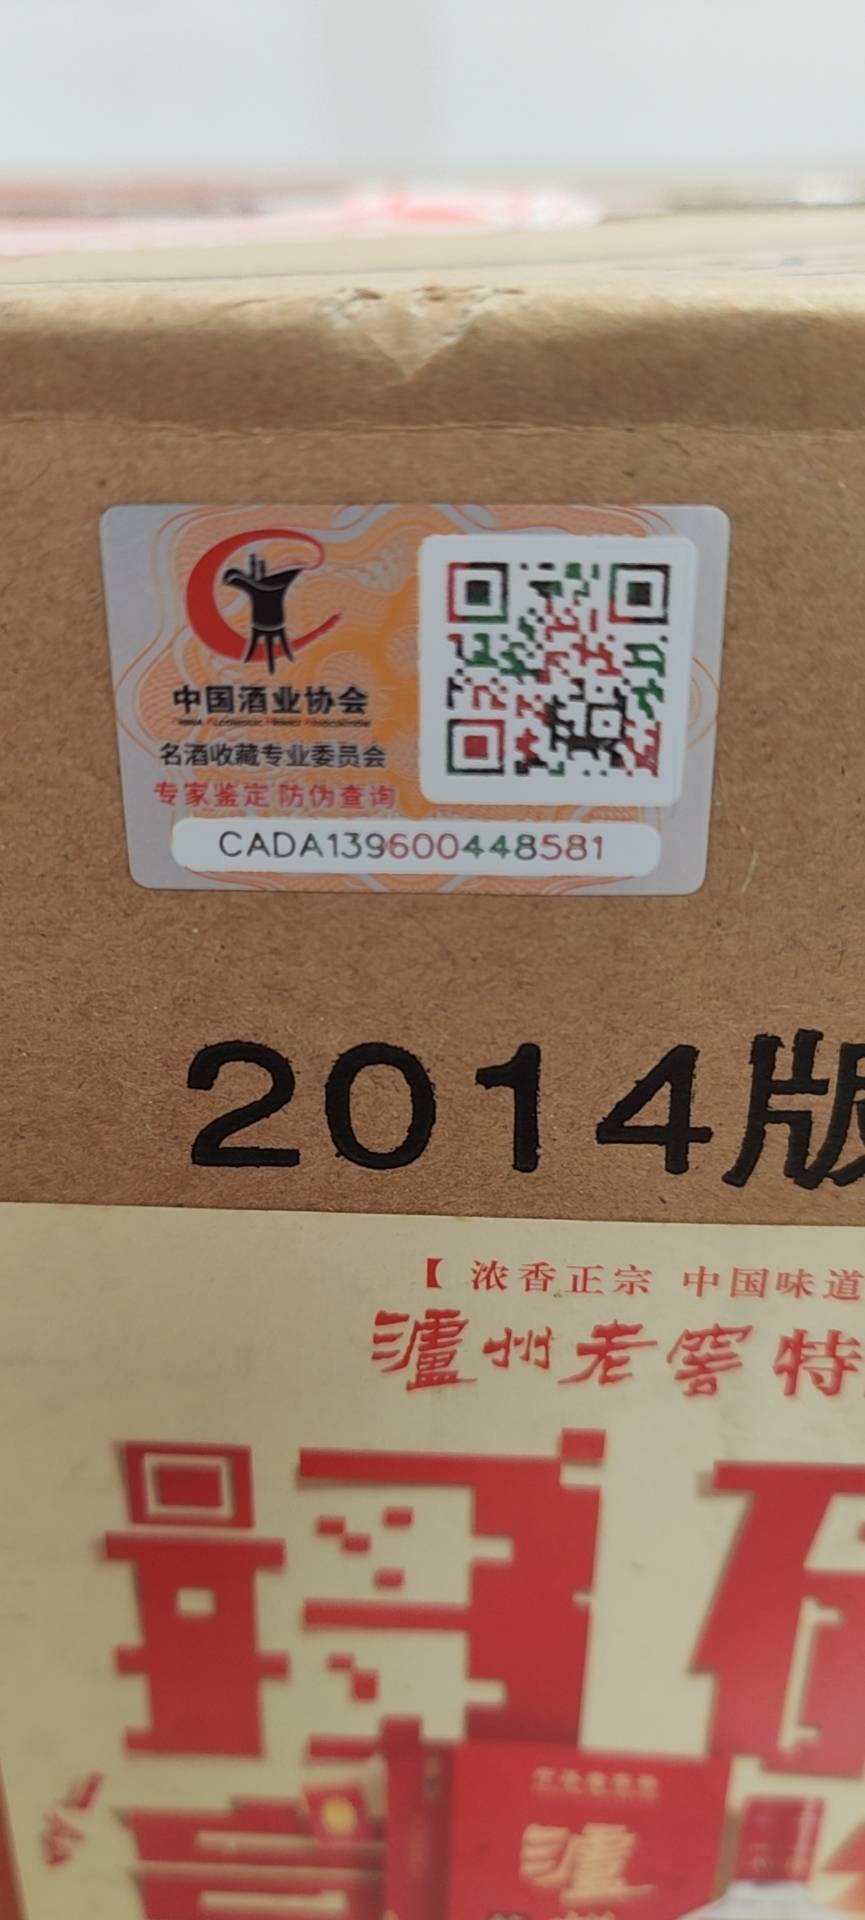 中国酒业协会
名酒收藏专业委员会
专家鉴定 防伪查询
CADA139600448581
2014版
【 浓香正宗 中国味道
泸州老窖特
泸